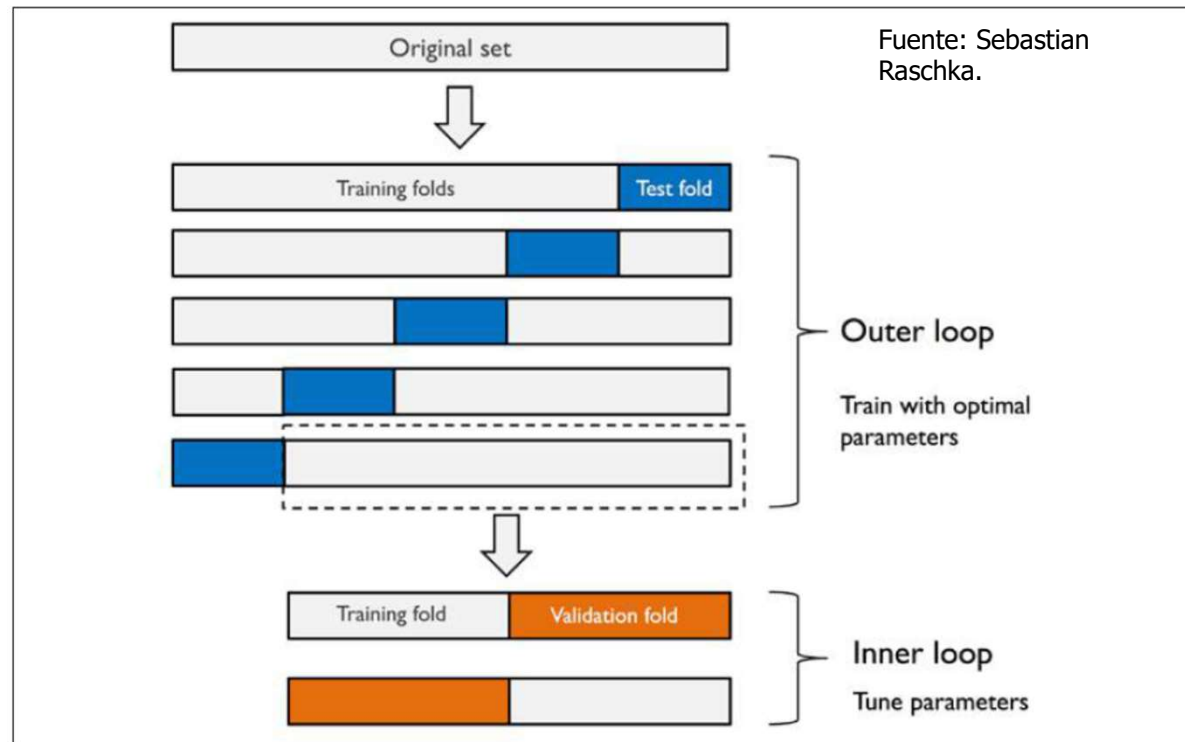 Original set
Fuente: Sebastian
Raschka.
Training folds
Test fold
Outer loop
Train with optimal
parameters
Training fold
Validation fold
Inner loop
Tune parameters